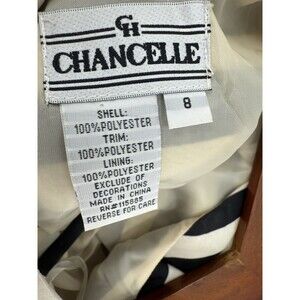 CH
CHANCELLE
8
SHELL:
100%POLYESTER
TRIM:
100%POLYESTER
LINING:
100%POLYESTER
EXCLUDE OF
DECORATIONS
MADE IN CHINA
RN#115885
REVERSE FOR CARE